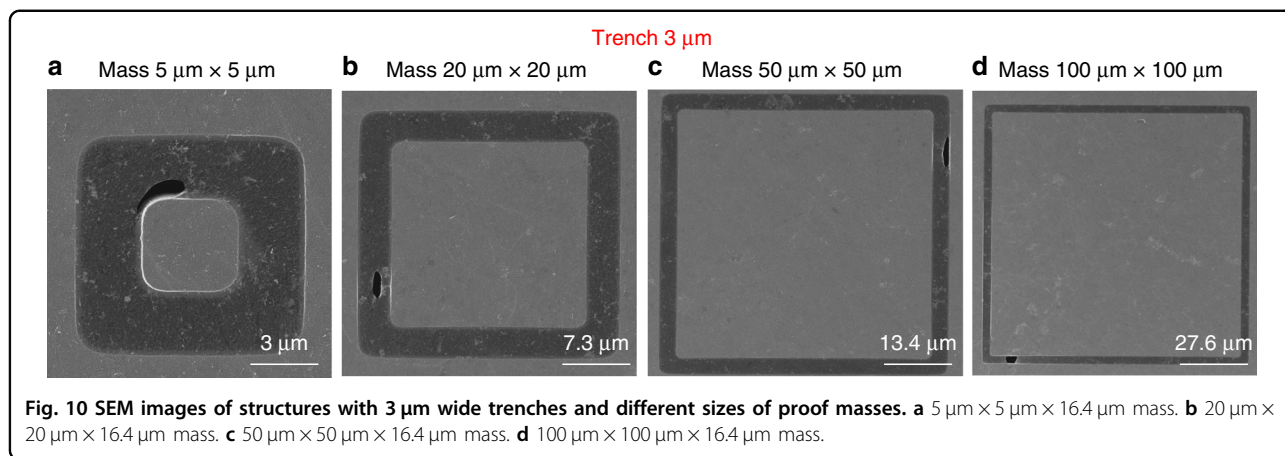 Trench 3 μm
a Mass 5 μm × 5 μm b Mass 20 μm × 20 μm c Mass 50 μm × 50 μm d Mass 100 μm × 100 μm
3 μm 7.3 μm 13.4 μm 27.6 μm
Fig. 10 SEM images of structures with 3 μm wide trenches and different sizes of proof masses. a 5 μm × 5 μm × 16.4 μm mass. b 20 μm ×
20 μm × 16.4 μm mass. c 50 μm × 50 μm × 16.4 μm mass. d 100 μm × 100 μm × 16.4 μm mass.